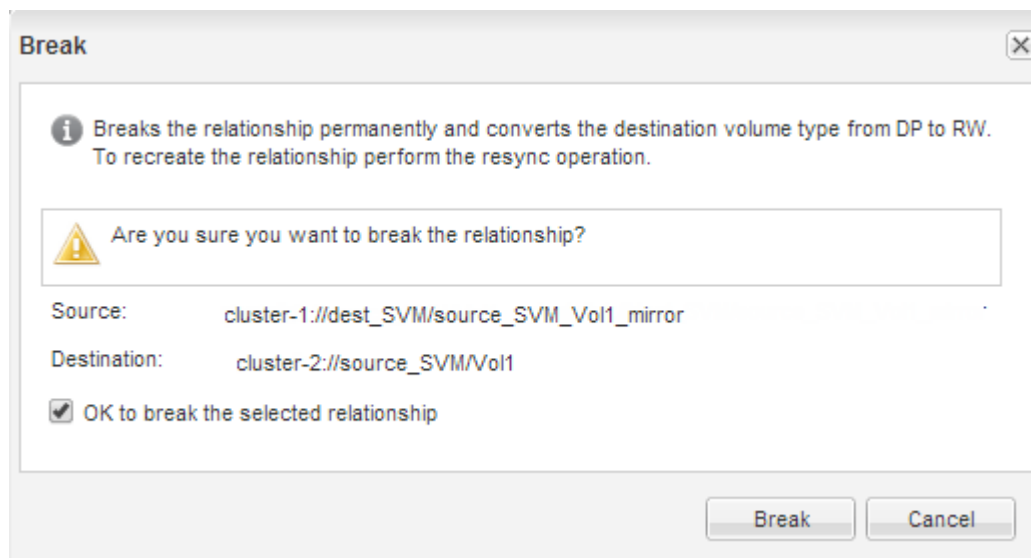 Break
Breaks the relationship permanently and converts the destination volume type from DP to RW.
To recreate the relationship perform the resync operation.
Are you sure you want to break the relationship?
Source: cluster-1://dest_SVM/source_SVM_Vol1_mirror
Destination: cluster-2://source_SVM/Vol1
OK to break the selected relationship
Break Cancel